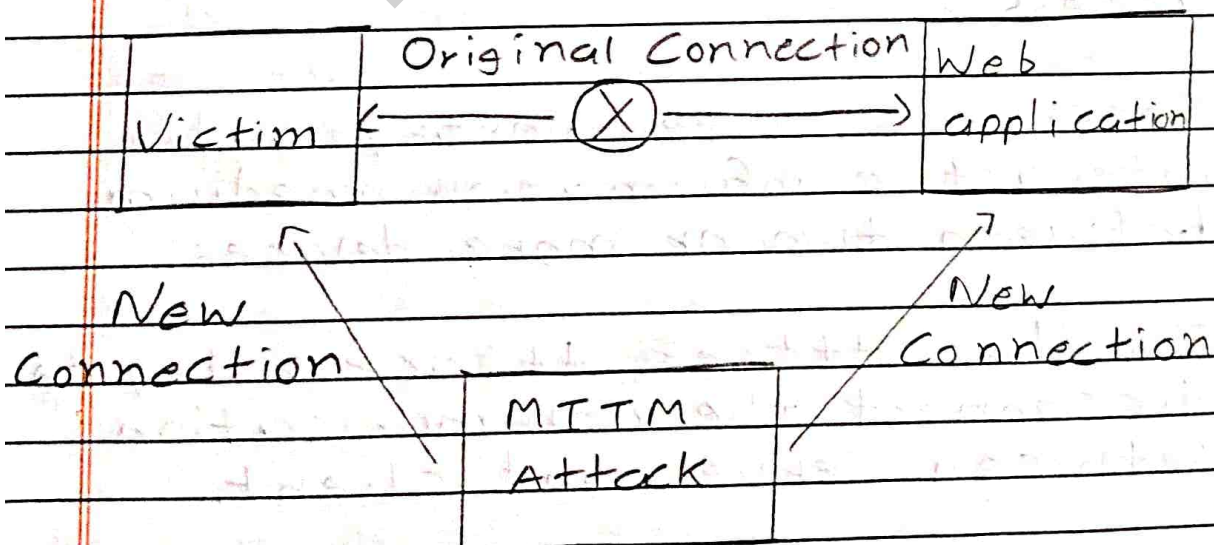 Original Connection
Victim
X
Web
application
New
Connection
New
Connection
MITM
Attack